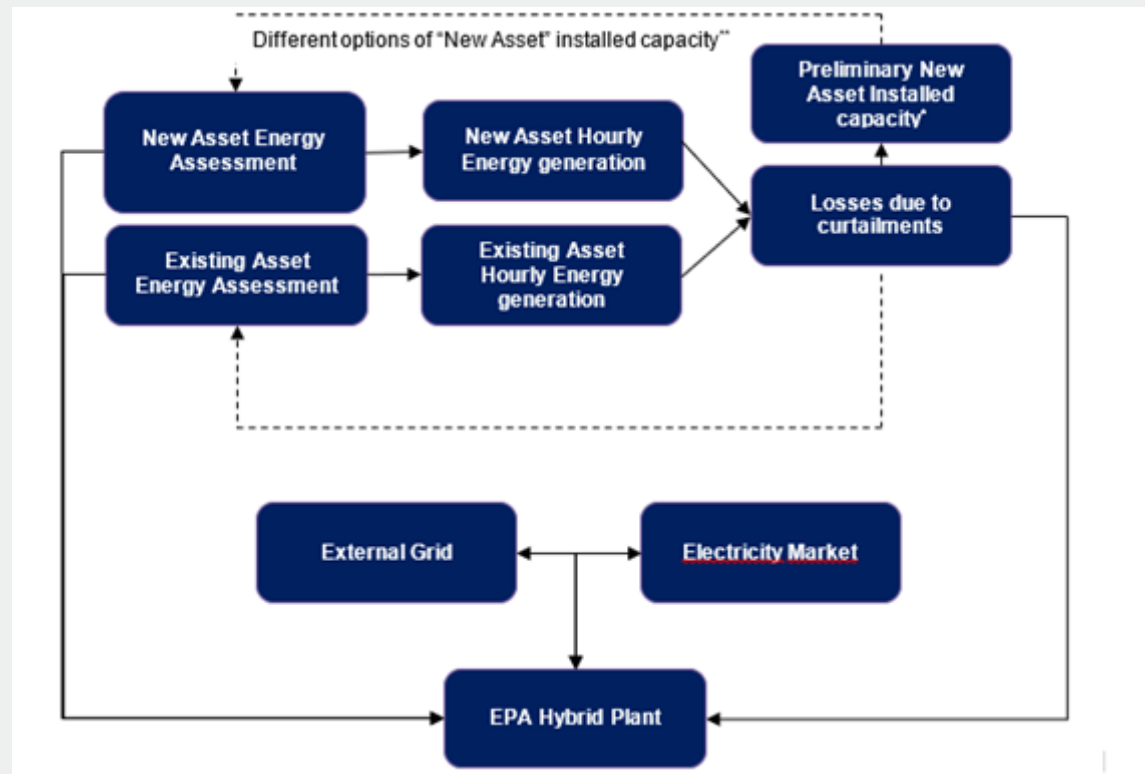 Different options of “New Asset” installed capacity**
Preliminary New
Asset Installed
capacity*
New Asset Energy
Assessment
New Asset Hourly
Energy generation
Losses due to
curtailments
Existing Asset
Energy Assessment
Existing Asset
Hourly Energy
generation
External Grid
Electricity Market
EPA Hybrid Plant